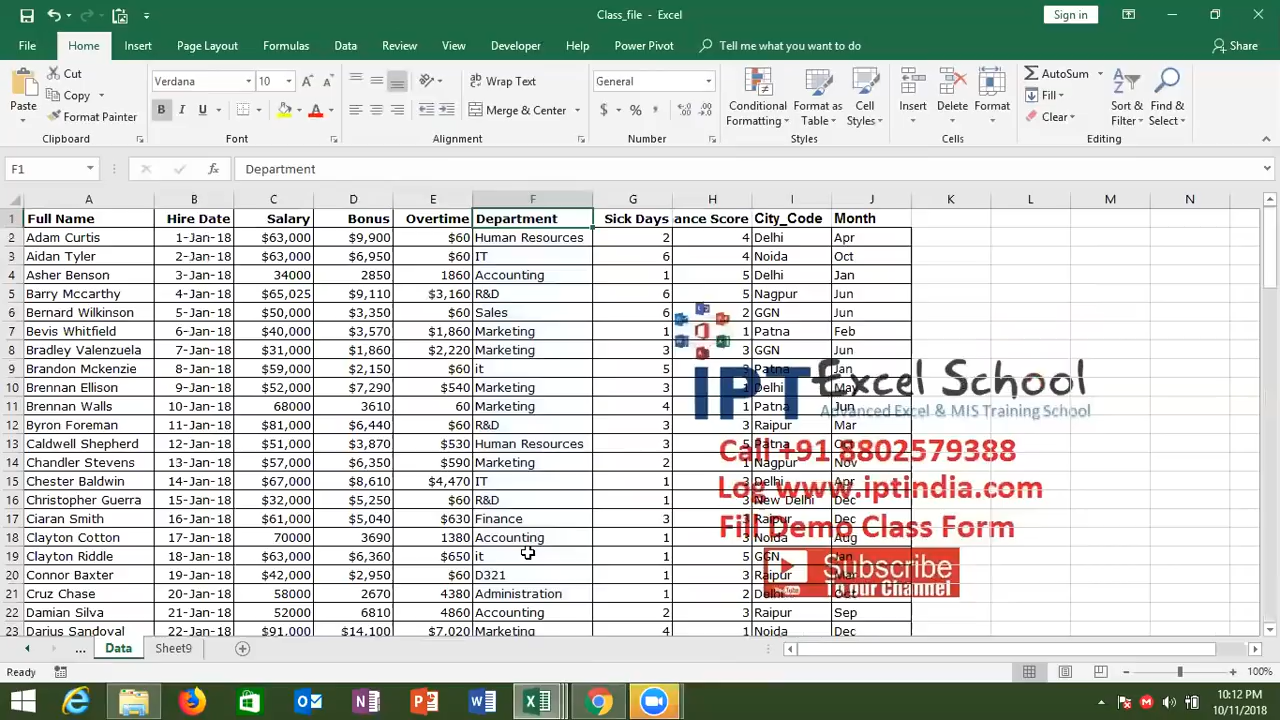 Class_file - Excel
Sign in
File Home Insert Page Layout Formulas Data Review View Developer Help Power Pivot Tell me what you want to do Share
Paste Cut Copy Format Painter Clipboard
Verdana 10 B I U Font
Wrap Text Merge & Center Alignment
General $ % , Number
Conditional Formatting Format as Table Cell Styles Styles
Insert Delete Format Cells
AutoSum Fill Clear Sort & Filter Find & Select Editing
F1 fx Department
A B C D E F G H I J K L M N
1 Full Name Hire Date Salary Bonus Overtime Department Sick Days ance Score City_Code Month
2 Adam Curtis 1-Jan-18 $63,000 $9,900 $60 Human Resources 2 4 Delhi Apr
3 Aidan Tyler 2-Jan-18 $63,000 $6,950 $60 IT 6 4 Noida Oct
4 Asher Benson 3-Jan-18 34000 2850 1860 Accounting 1 5 Delhi Jan
5 Barry Mccarthy 4-Jan-18 $65,025 $9,110 $3,160 R&D 6 5 Nagpur Jun
6 Bernard Wilkinson 5-Jan-18 $50,000 $3,350 $60 Sales 6 2 GGN Jun
7 Bevis Whitfield 6-Jan-18 $40,000 $3,570 $1,860 Marketing 1 1 Patna Feb
8 Bradley Valenzuela 7-Jan-18 $31,000 $1,860 $2,220 Marketing 3 3 GGN Jun
9 Brandon Mckenzie 8-Jan-18 $59,000 $2,150 $60 it 5 3 Patna Jan
10 Brennan Ellison 9-Jan-18 $52,000 $7,290 $540 Marketing 3 1 Delhi May
11 Brennan Walls 10-Jan-18 68000 3610 60 Marketing 4 1 Patna Jun
12 Byron Foreman 11-Jan-18 $81,000 $6,440 $60 R&D 3 3 Raipur Mar
13 Caldwell Shepherd 12-Jan-18 $51,000 $3,870 $530 Human Resources 3 Patna
14 Chandler Stevens 13-Jan-18 $57,000 $6,350 $590 Marketing 2 1 Nagpur Nov
15 Chester Baldwin 14-Jan-18 $67,000 $8,610 $4,470 IT 1 3 Delhi Apr
16 Christopher Guerra 15-Jan-18 $32,000 $5,250 $60 R&D 1 3 New Delhi Dec
17 Ciaran Smith 16-Jan-18 $61,000 $5,040 $630 Finance 3 Raipur Dec
18 Clayton Cotton 17-Jan-18 70000 3690 1380 Accounting 1 3 Noida Aug
19 Clayton Riddle 18-Jan-18 $63,000 $6,360 $650 it 1 5 GGN Jan
20 Connor Baxter 19-Jan-18 $42,000 $2,950 $60 D321 1 3 Raipur Mar
21 Cruz Chase 20-Jan-18 58000 2670 4380 Administration 1 2 Delhi Oct
22 Damian Silva 21-Jan-18 52000 6810 4860 Accounting 2 3 Raipur Sep
23 Darius Sandoval 22-Jan-18 $91,000 $14,100 $7,020 Marketing 4 1 Noida Dec
IPT Excel School
Advanced Excel & MIS Training School
Call +91 8802579388
Log www.iptindia.com
Fill Demo Class Form
Subscribe
YouTube To our Channel
... Data Sheet9
Ready 100%
10:12 PM
10/11/2018